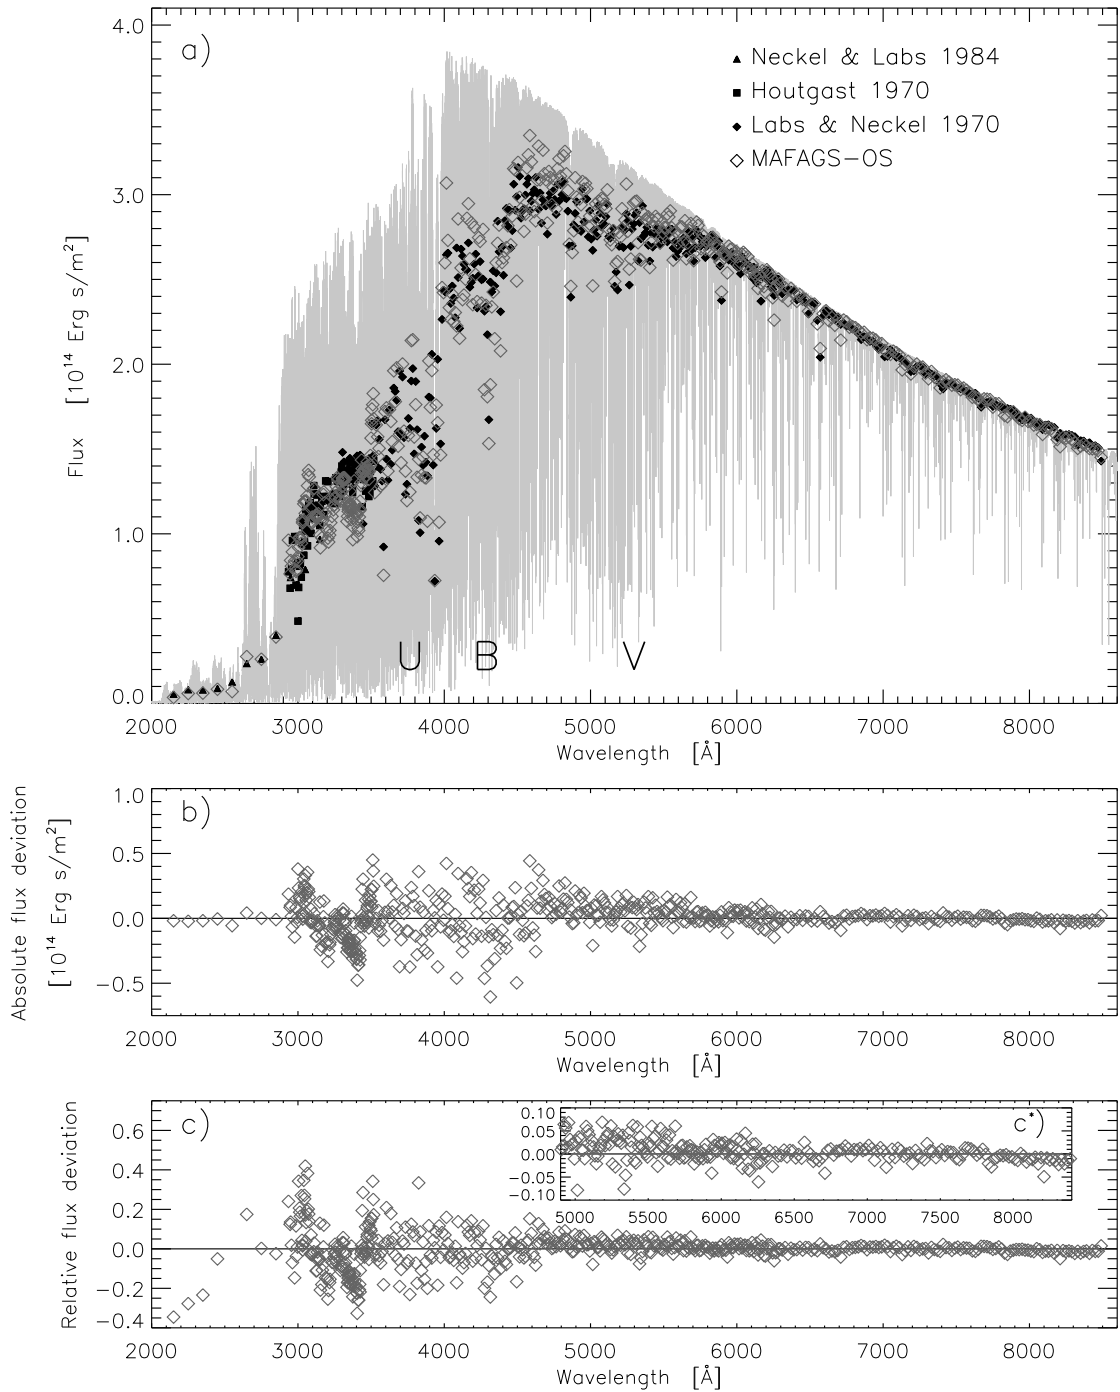 a)
Neckel & Labs 1984
Houtgast 1970
Labs & Neckel 1970
MAFAGS-OS
4.0
3.0
2.0
1.0
0.0
Flux [10¹⁴ Erg s/m²]
U B V
2000 3000 4000 5000 6000 7000 8000
Wavelength [Å]
b)
1.0
0.5
0.0
−0.5
Absolute flux deviation
[10¹⁴ Erg s/m²]
2000 3000 4000 5000 6000 7000 8000
Wavelength [Å]
c)
0.6
0.4
0.2
0.0
−0.2
−0.4
Relative flux deviation
c*)
0.10
0.05
0.00
−0.05
−0.10
5000 5500 6000 6500 7000 7500 8000
2000 3000 4000 5000 6000 7000 8000
Wavelength [Å]